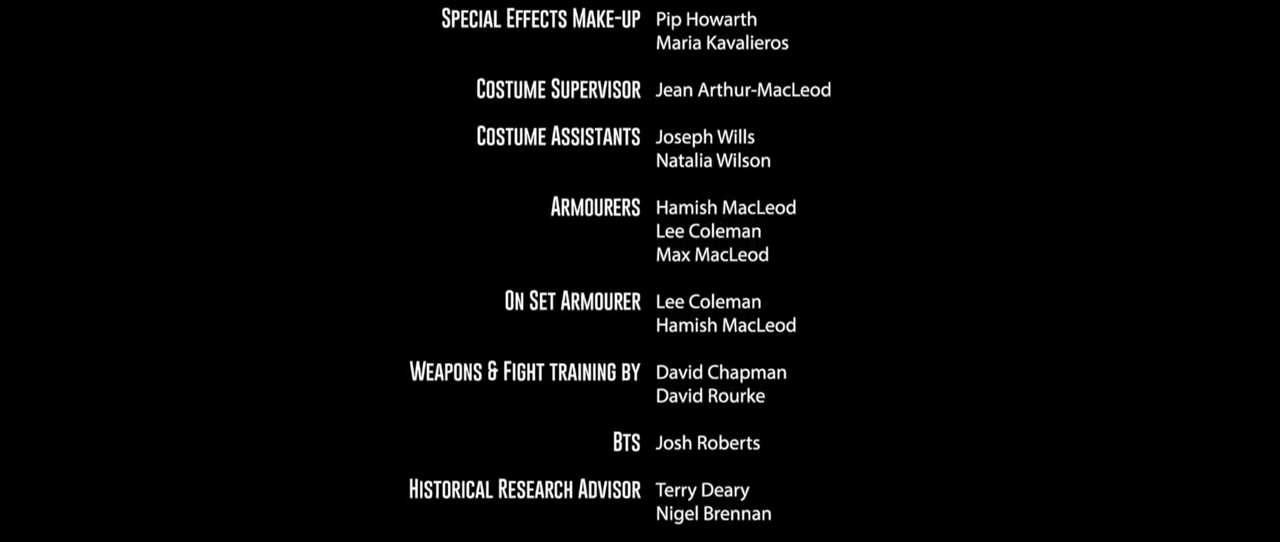 Special Effects Make-up Pip Howarth
Maria Kavalieros
Costume Supervisor Jean Arthur-MacLeod
Costume Assistants Joseph Wills
Natalia Wilson
Armourers Hamish MacLeod
Lee Coleman
Max MacLeod
On Set Armourer Lee Coleman
Hamish MacLeod
Weapons & Fight training by David Chapman
David Rourke
Bts Josh Roberts
Historical Research Advisor Terry Deary
Nigel Brennan